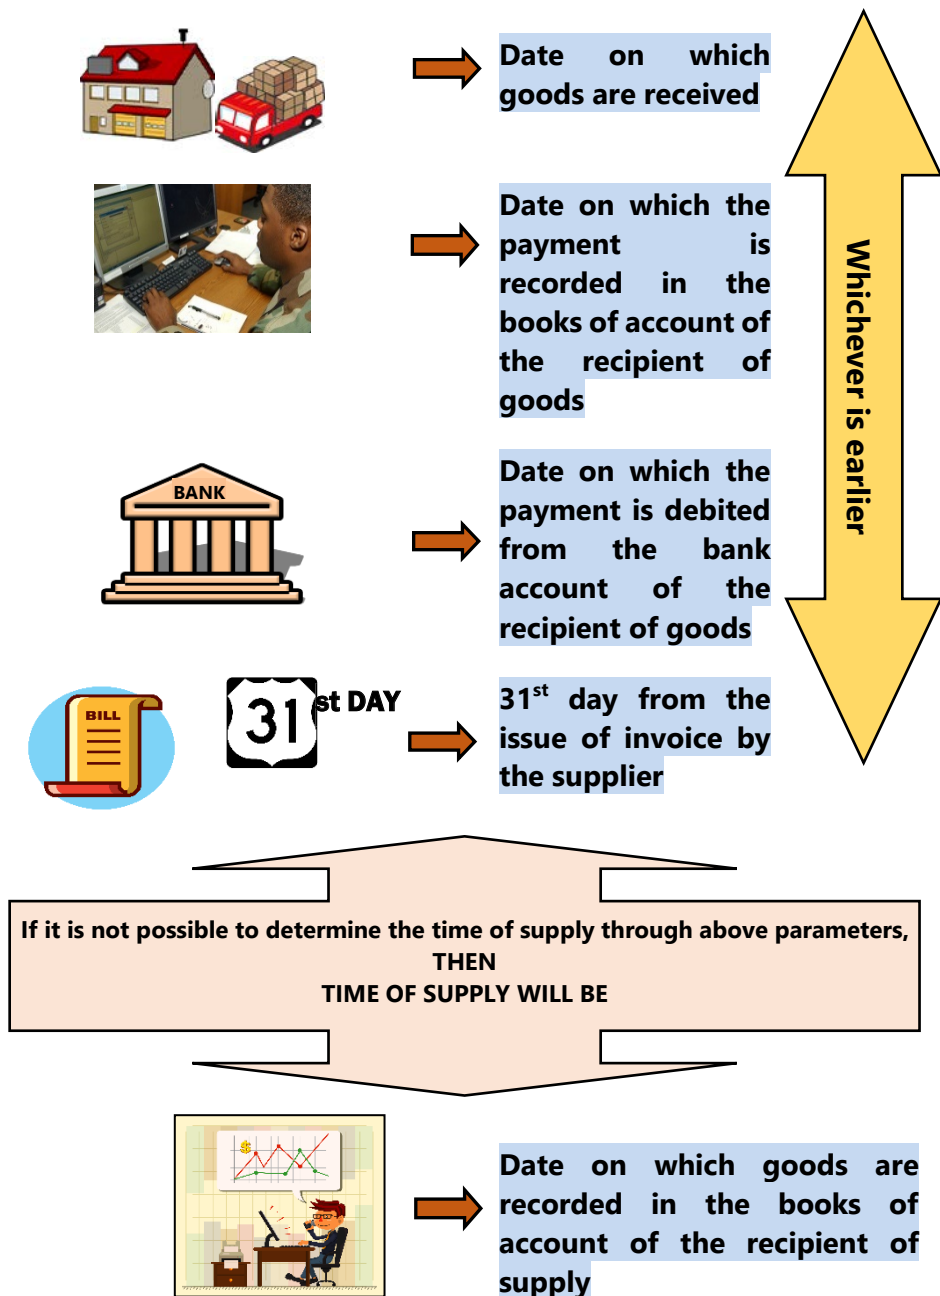 Date on which
goods are received
Date on which the
payment is
recorded in the
books of account of
the recipient of
goods
Whichever is earlier
BANK
Date on which the
payment is debited
from the bank
account of the
recipient of goods
BILL
31st DAY
31st day from the
issue of invoice by
the supplier
If it is not possible to determine the time of supply through above parameters,
THEN
TIME OF SUPPLY WILL BE
$
Date on which goods are
recorded in the books of
account of the recipient of
supply